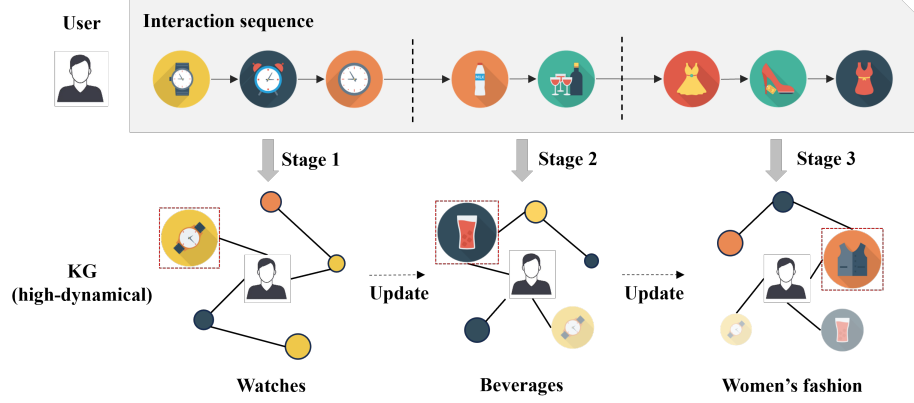 User
Interaction sequence
Stage 1
Stage 2
Stage 3
KG
(high-dynamical)
Update
Update
Watches
Beverages
Women's fashion